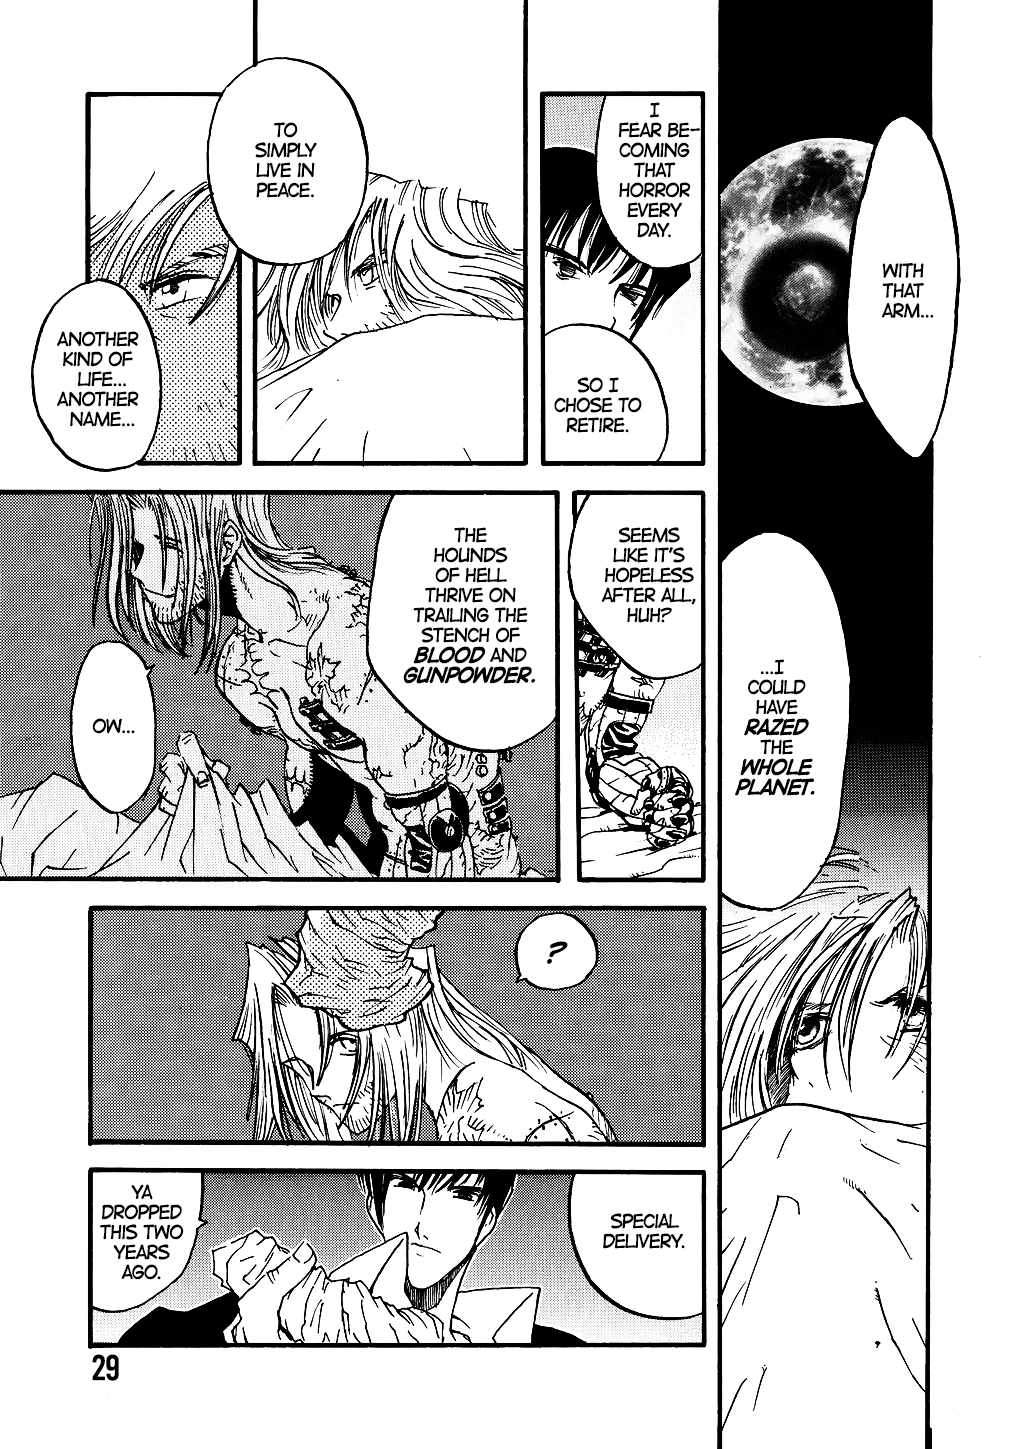 WITH
THAT
ARM...
...I
COULD
HAVE
RAZED
THE
WHOLE
PLANET.
I
FEAR BE-
COMING
THAT
HORROR
EVERY
DAY.
SO I
CHOSE TO
RETIRE.
TO
SIMPLY
LIVE IN
PEACE.
ANOTHER
KIND OF
LIFE...
ANOTHER
NAME...
SEEMS
LIKE IT'S
HOPELESS
AFTER ALL,
HUH?
THE
HOUNDS
OF HELL
THRIVE ON
TRAILING THE
STENCH OF
BLOOD AND
GUNPOWDER.
OW...
?
SPECIAL
DELIVERY.
YA
DROPPED
THIS TWO
YEARS
AGO.
29